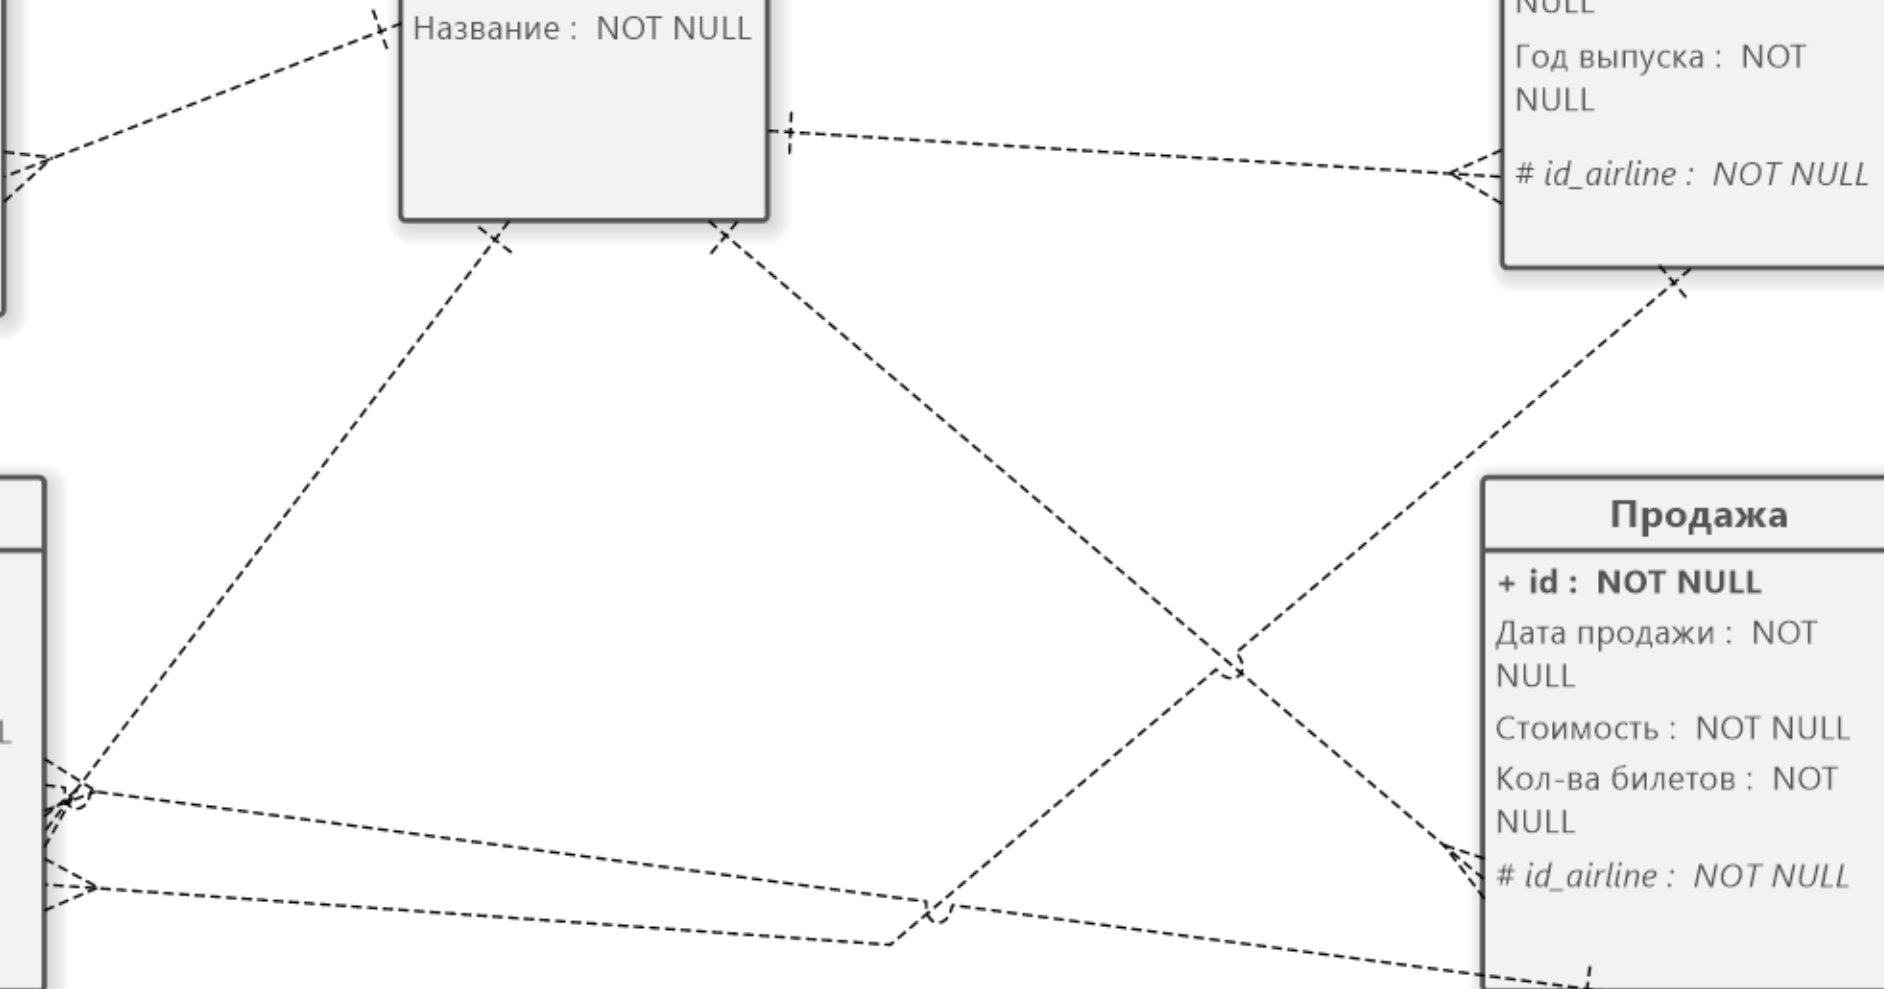 Название : NOT NULL
NULL
Год выпуска : NOT
NULL
# id_airline : NOT NULL
Продажа
+ id : NOT NULL
Дата продажи : NOT
NULL
Стоимость : NOT NULL
Кол-ва билетов : NOT
NULL
# id_airline : NOT NULL